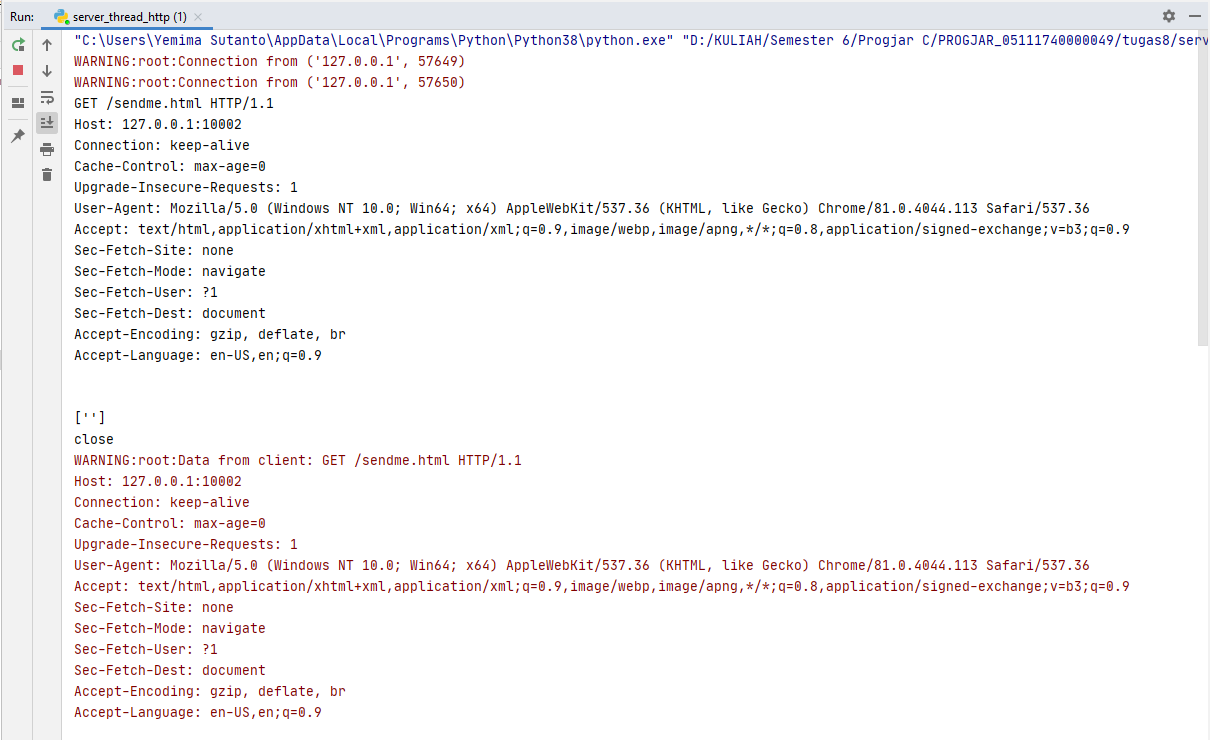 Run: server_thread_http (1)
"C:\Users\Yemima Sutanto\AppData\Local\Programs\Python\Python38\python.exe" "D:/KULIAH/Semester 6/Progjar C/PROGJAR_05111740000049/tugas8/serv
WARNING:root:Connection from ('127.0.0.1', 57649)
WARNING:root:Connection from ('127.0.0.1', 57650)
GET /sendme.html HTTP/1.1
Host: 127.0.0.1:10002
Connection: keep-alive
Cache-Control: max-age=0
Upgrade-Insecure-Requests: 1
User-Agent: Mozilla/5.0 (Windows NT 10.0; Win64; x64) AppleWebKit/537.36 (KHTML, like Gecko) Chrome/81.0.4044.113 Safari/537.36
Accept: text/html,application/xhtml+xml,application/xml;q=0.9,image/webp,image/apng,*/*;q=0.8,application/signed-exchange;v=b3;q=0.9
Sec-Fetch-Site: none
Sec-Fetch-Mode: navigate
Sec-Fetch-User: ?1
Sec-Fetch-Dest: document
Accept-Encoding: gzip, deflate, br
Accept-Language: en-US,en;q=0.9
['']
close
WARNING:root:Data from client: GET /sendme.html HTTP/1.1
Host: 127.0.0.1:10002
Connection: keep-alive
Cache-Control: max-age=0
Upgrade-Insecure-Requests: 1
User-Agent: Mozilla/5.0 (Windows NT 10.0; Win64; x64) AppleWebKit/537.36 (KHTML, like Gecko) Chrome/81.0.4044.113 Safari/537.36
Accept: text/html,application/xhtml+xml,application/xml;q=0.9,image/webp,image/apng,*/*;q=0.8,application/signed-exchange;v=b3;q=0.9
Sec-Fetch-Site: none
Sec-Fetch-Mode: navigate
Sec-Fetch-User: ?1
Sec-Fetch-Dest: document
Accept-Encoding: gzip, deflate, br
Accept-Language: en-US,en;q=0.9